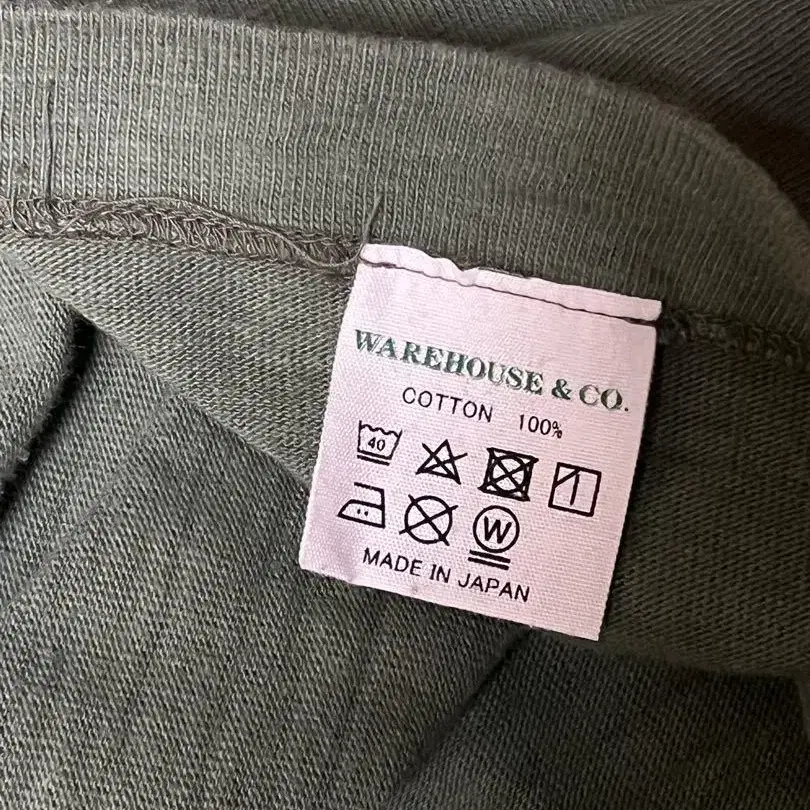 WAREHOUSE & CO.
COTTON 100%
40
W
MADE IN JAPAN